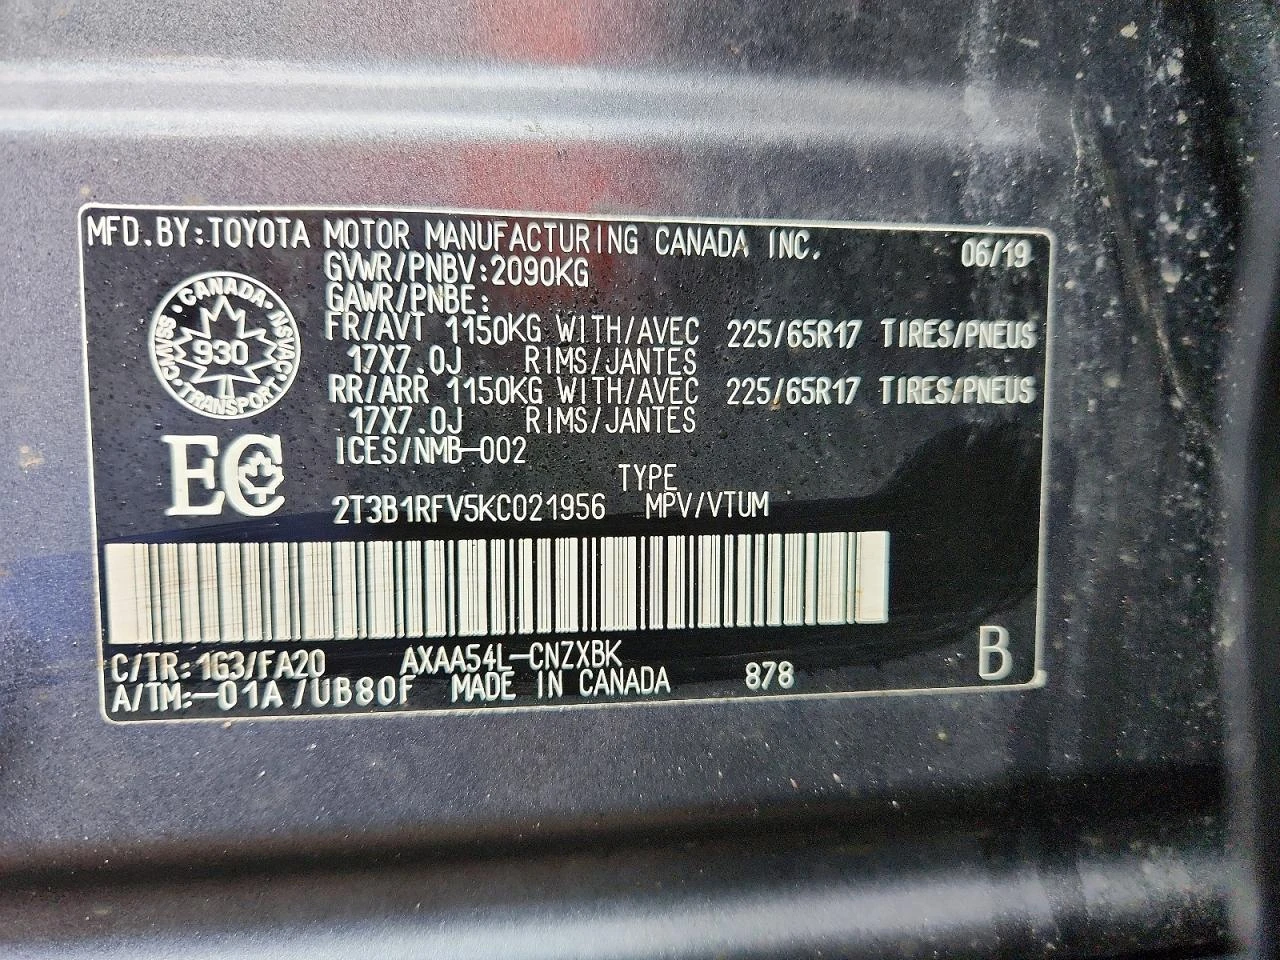 MFD.BY:TOYOTA MOTOR MANUFACTURING CANADA INC. 06/19
GVWR/PNBV:2090KG
GAWR/PNBE:
FR/AVT 1150KG WITH/AVEC 225/65R17 TIRES/PNEUS
17X7.0J RIMS/JANTES
RR/ARR 1150KG WITH/AVEC 225/65R17 TIRES/PNEUS
17X7.0J RIMS/JANTES
CANADA
930
TRANSPORT
EC
ICES/NMB-002
TYPE
2T3B1RFV5KC021956 MPV/VTUM
C/TR:1G3/FA20 AXAA54L-CNZXBK
A/TM:-01A/UB80F MADE IN CANADA 878
B